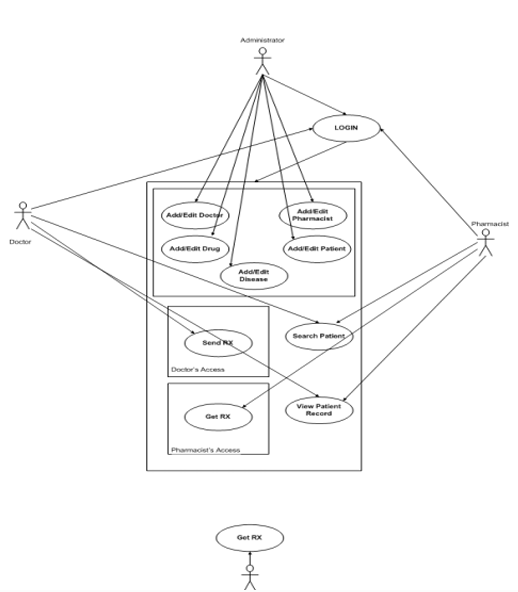 Administrator
LOGIN
Add/Edit Doctor
Add/Edit
Pharmacist
Doctor
Pharmacist
Add/Edit Drug
Add/Edit Patient
Add/Edit
Disease
Send RX
Search Patient
Doctor's Access
Get RX
View Patient
Record
Pharmacist's Access
Get RX